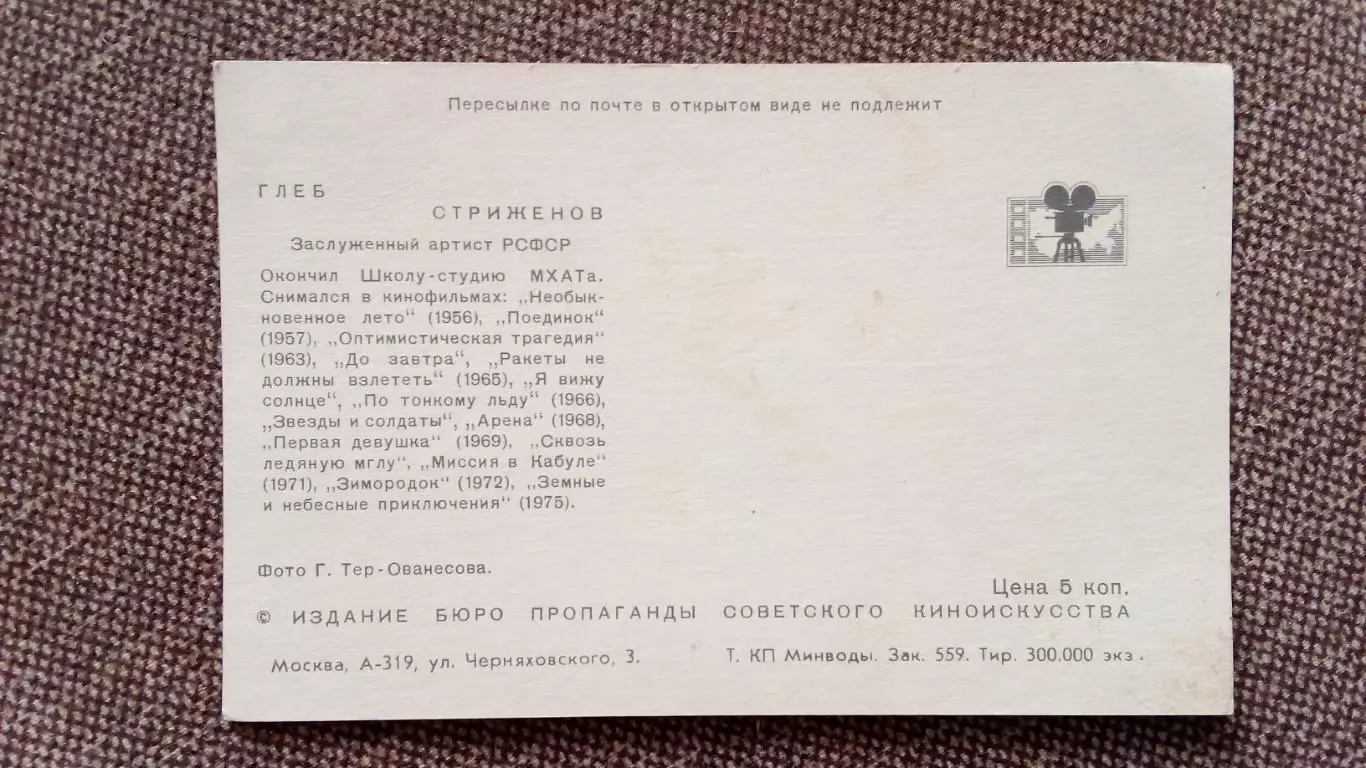 Пересылке по почте в открытом виде не подлежит
ГЛЕБ
СТРИЖЕНОВ
Заслуженный артист РСФСР
Окончил Школу-студию МХАТа.
Снимался в кинофильмах: „Необык-
новенное лето“ (1956), „Поединок“
(1957), „Оптимистическая трагедия“
(1963), „До завтра“, „Ракеты не
должны взлететь“ (1965), „Я вижу
солнце“, „По тонкому льду“ (1966),
„Звезды и солдаты“, „Арена“ (1968),
„Первая девушка“ (1969), „Сквозь
ледяную мглу“, „Миссия в Кабуле“
(1971), „Зимородок“ (1972), „Земные
и небесные приключения“ (1975).
Фото Г. Тер-Ованесова.
Цена 5 коп.
© ИЗДАНИЕ БЮРО ПРОПАГАНДЫ СОВЕТСКОГО КИНОИСКУССТВА
Москва, А-319, ул. Черняховского, 3. Т. КП Минводы. Зак. 559. Тир. 300.000 экз.